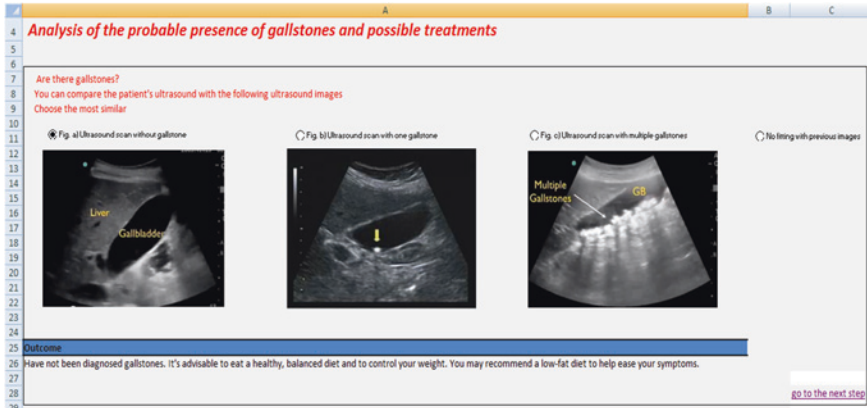 A B C
4 Analysis of the probable presence of gallstones and possible treatments
5
6
7 Are there gallstones?
8 You can compare the patient's ultrasound with the following ultrasound images
9 Choose the most similar
10
11 Fig. a) Ultrasound scan without gallstone Fig. b) Ultrasound scan with one gallstone Fig. c) Ultrasound scan with multiple gallstones No fitting with previous images
12
13
14 Multiple GB
15 Gallstones
16 Liver
17 Gallbladder
18
19
20
21
22
23
24
25 Outcome
26 Have not been diagnosed gallstones. It's advisable to eat a healthy, balanced diet and to control your weight. You may recommend a low-fat diet to help ease your symptoms.
27
28 go to the next step
29